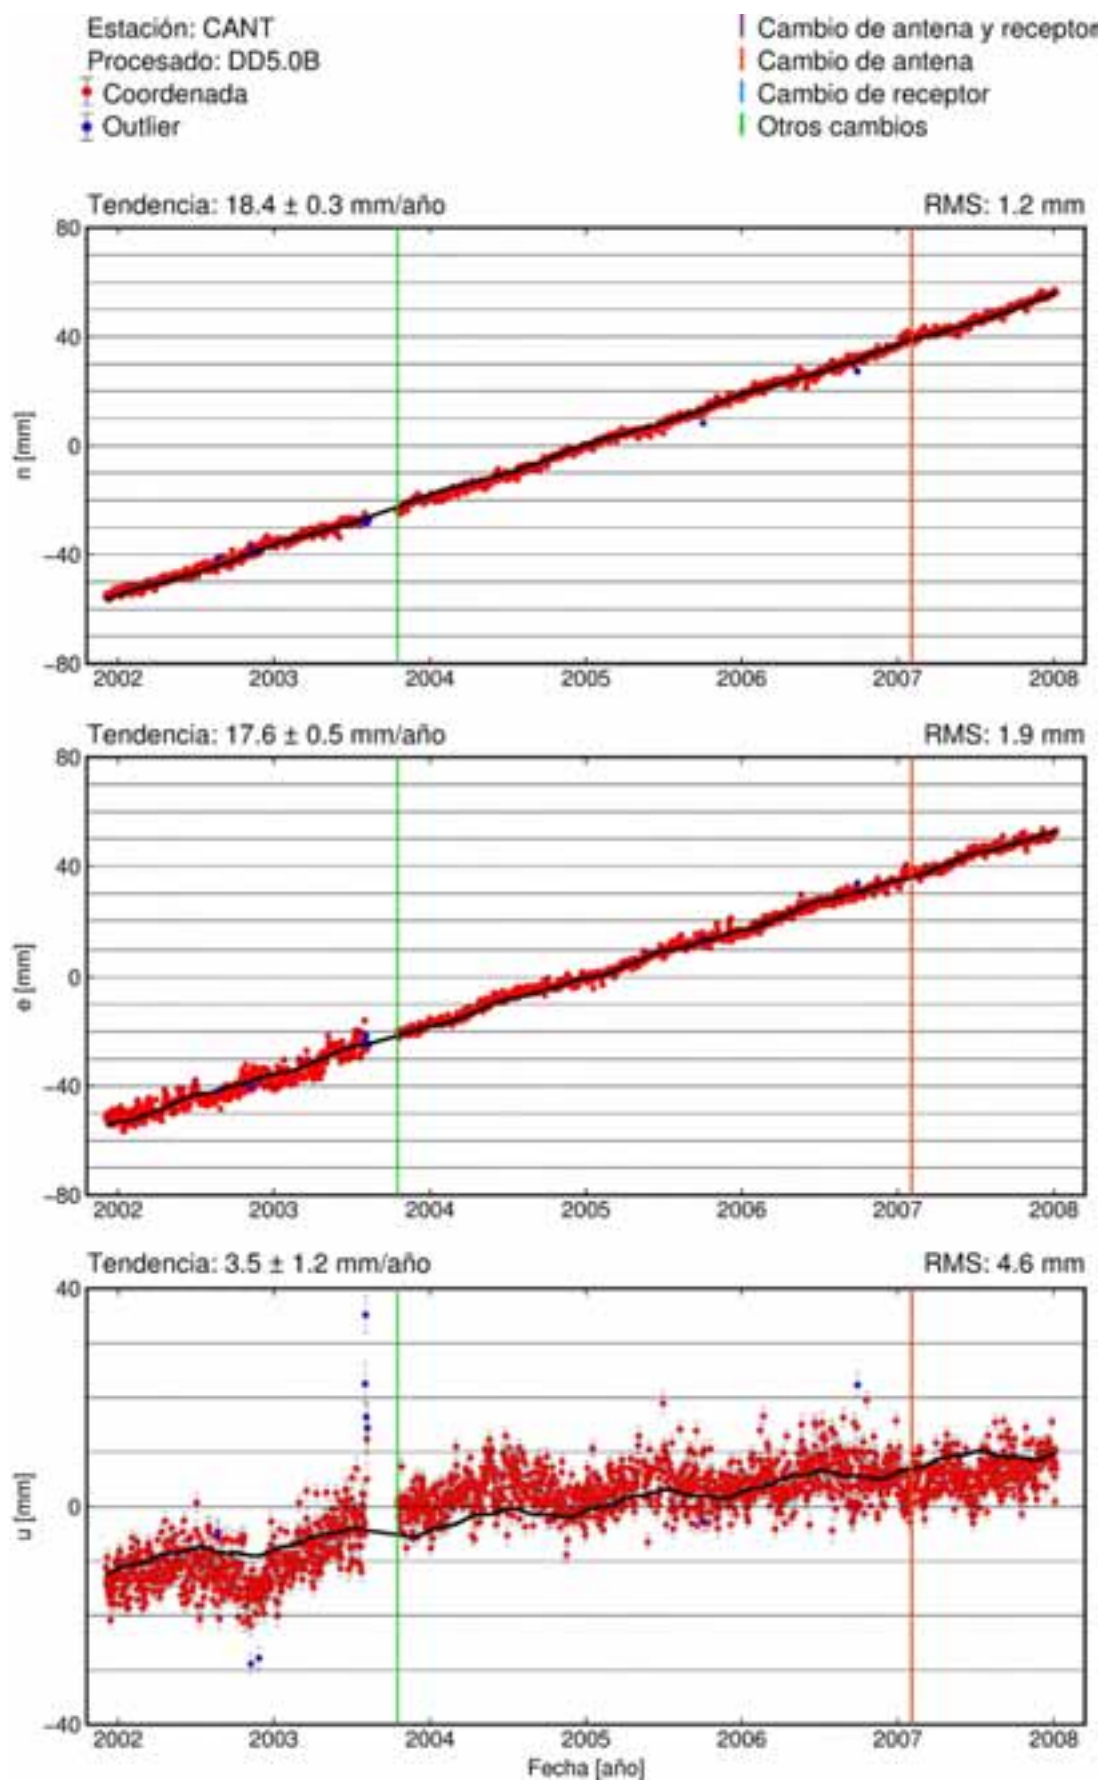 Estación: CANT
Procesado: DD5.0B
Coordenada
Outlier
Cambio de antena y receptor
Cambio de antena
Cambio de receptor
Otros cambios
Tendencia: 18.4 ± 0.3 mm/año RMS: 1.2 mm
80
40
0
−40
−80
n [mm]
2002 2003 2004 2005 2006 2007 2008
Tendencia: 17.6 ± 0.5 mm/año RMS: 1.9 mm
80
40
0
−40
−80
e [mm]
2002 2003 2004 2005 2006 2007 2008
Tendencia: 3.5 ± 1.2 mm/año RMS: 4.6 mm
40
0
−40
u [mm]
2002 2003 2004 2005 2006 2007 2008
Fecha [año]